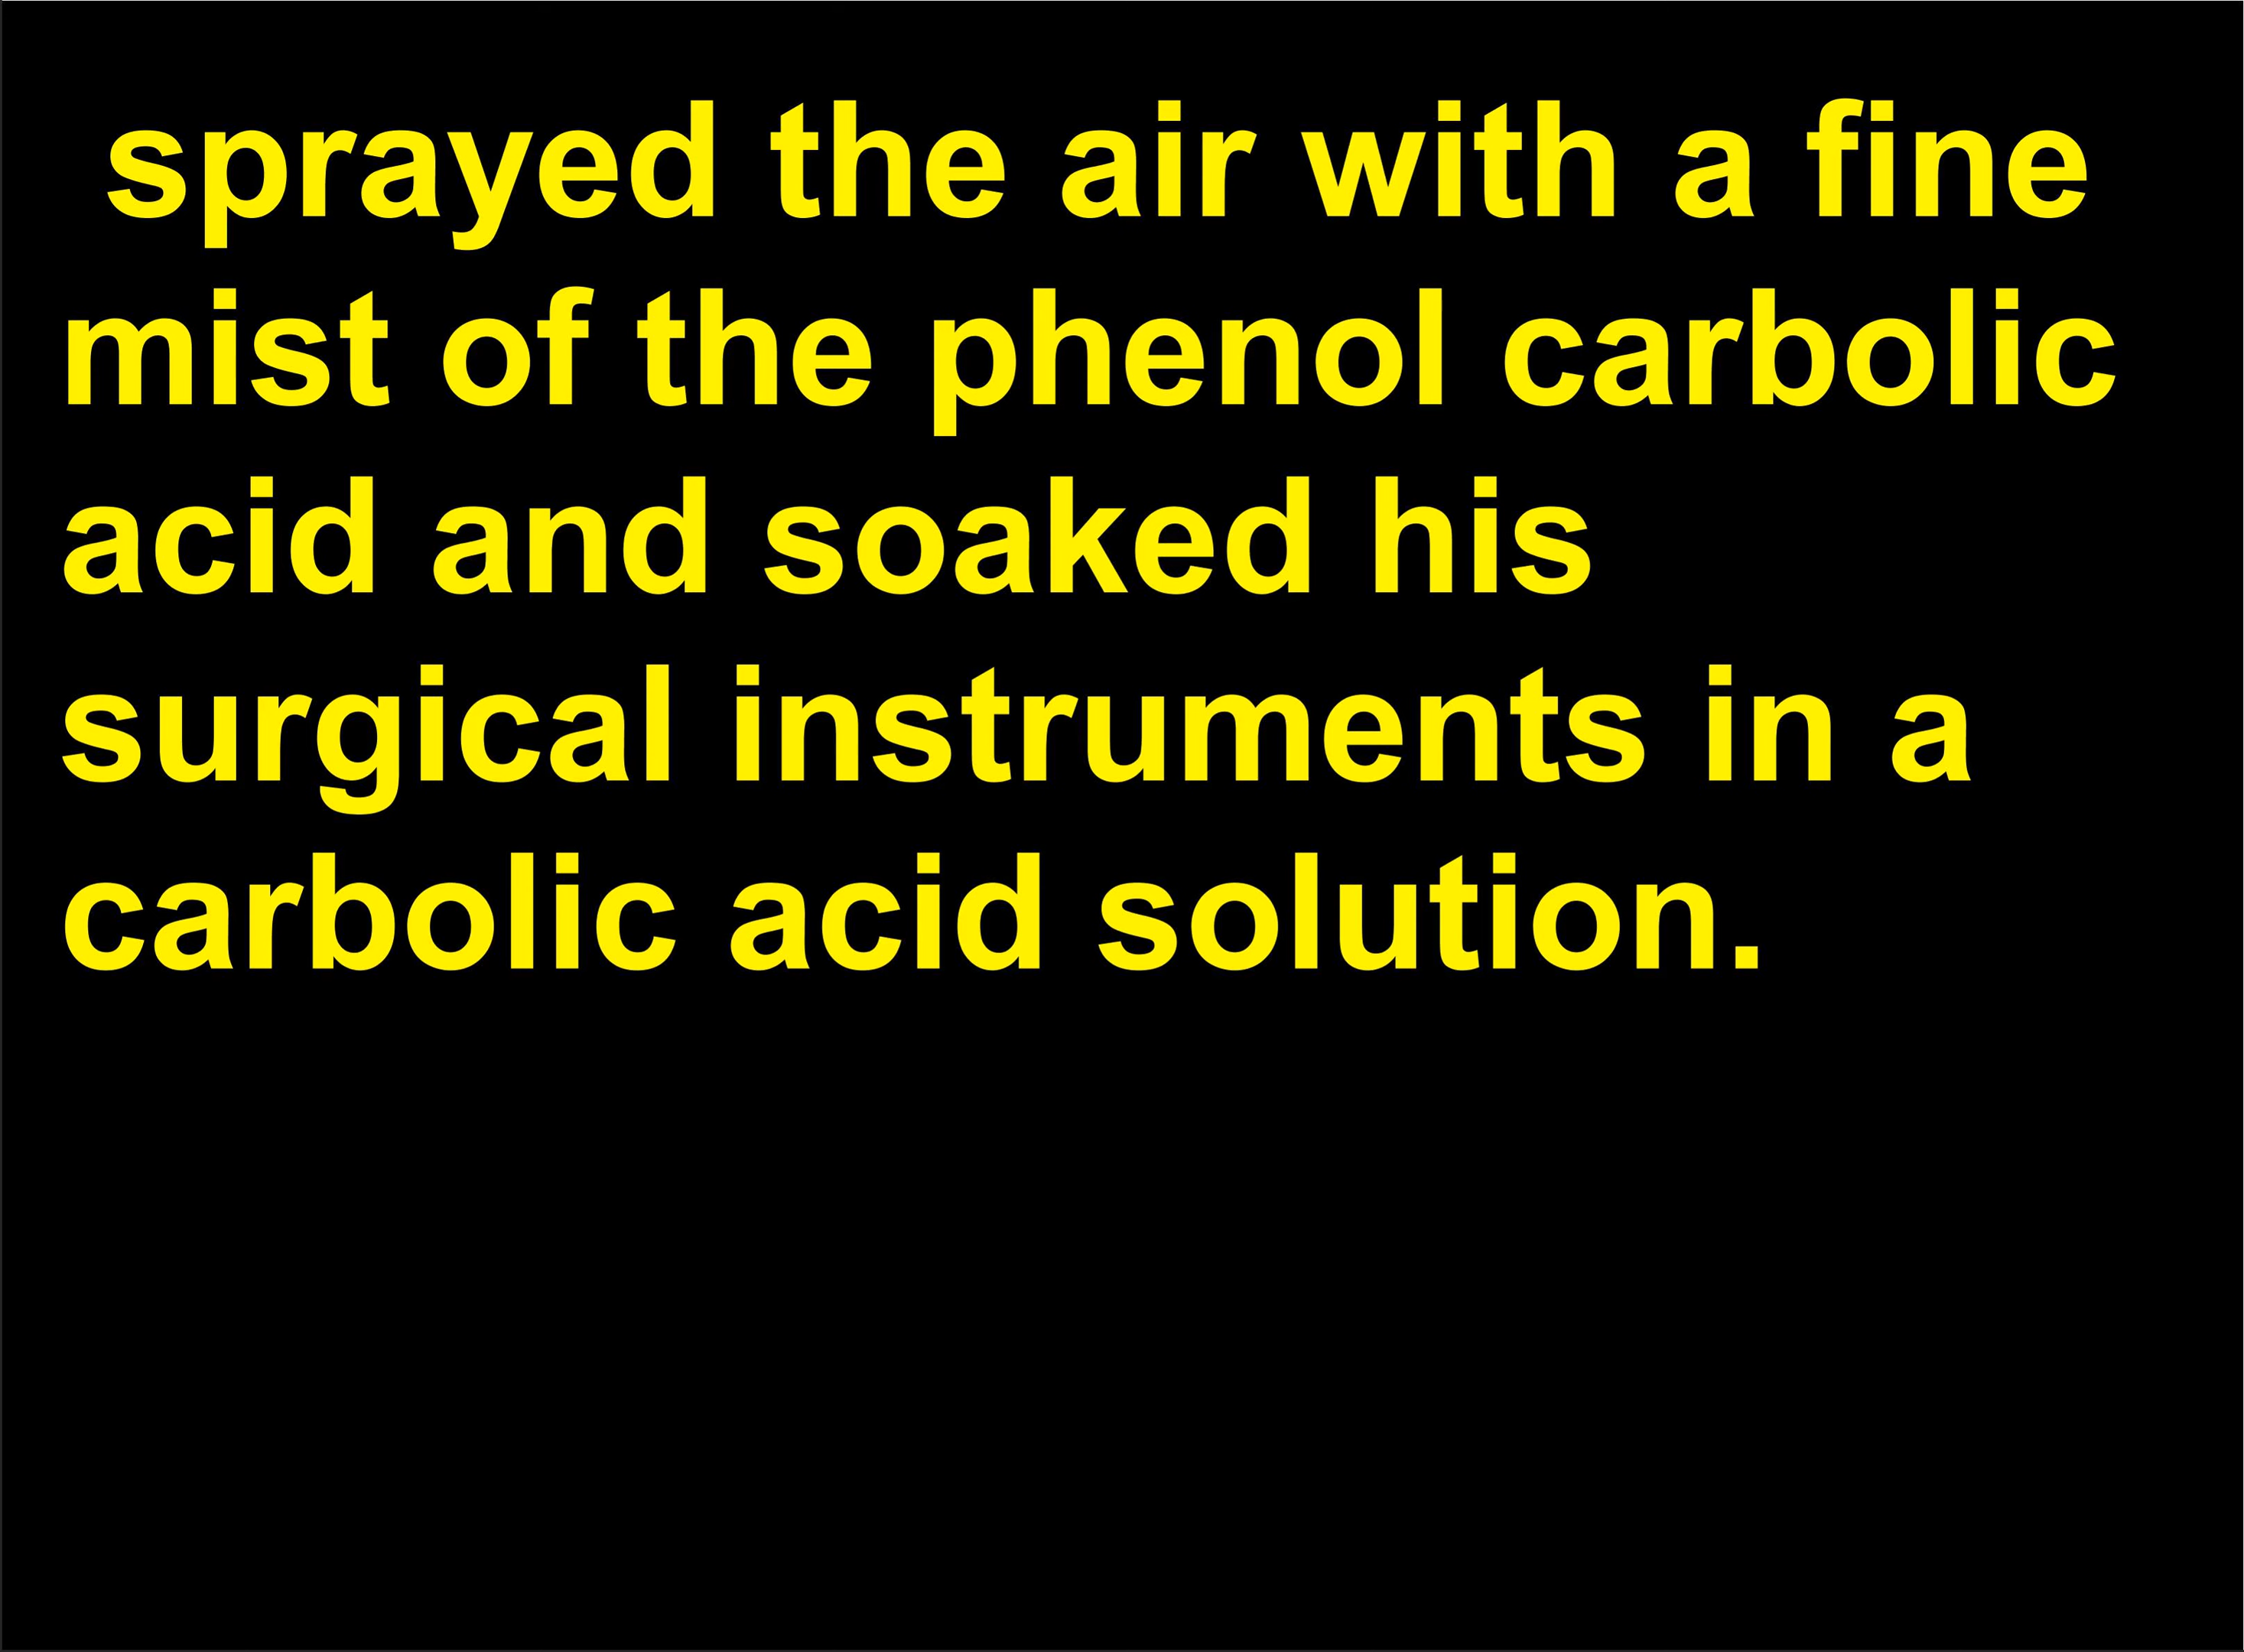 sprayed the air with a fine
mist of the phenol carbolic
acid and soaked his
surgical instruments in a
carbolic acid solution.